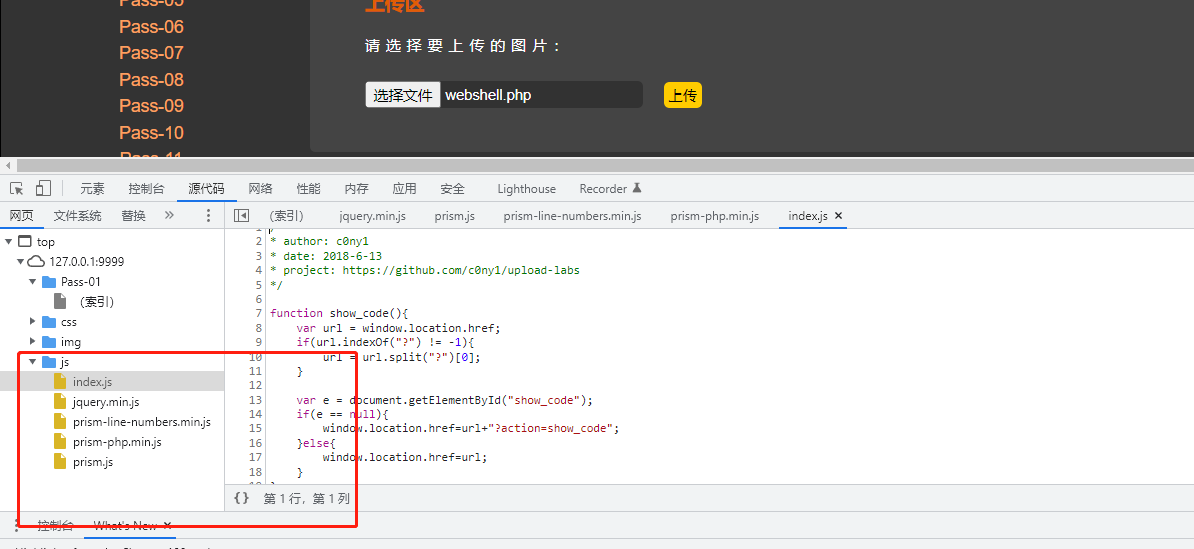 Pass-05
Pass-06
Pass-07
Pass-08
Pass-09
Pass-10
Pass-11
上传区
请选择要上传的图片:
选择文件 webshell.php 上传
元素 控制台 源代码 网络 性能 内存 应用 安全 Lighthouse Recorder
网页 文件系统 替换 »
(索引) jquery.min.js prism.js prism-line-numbers.min.js prism-php.min.js index.js ×
top
127.0.0.1:9999
Pass-01
(索引)
css
img
js
index.js
jquery.min.js
prism-line-numbers.min.js
prism-php.min.js
prism.js
1 /*
2 * author: c0ny1
3 * date: 2018-6-13
4 * project: https://github.com/c0ny1/upload-labs
5 */
6
7 function show_code(){
8 var url = window.location.href;
9 if(url.indexOf("?") != -1){
10 url = url.split("?")[0];
11 }
12
13 var e = document.getElementById("show_code");
14 if(e == null){
15 window.location.href=url+"?action=show_code";
16 }else{
17 window.location.href=url;
18 }
{} 第 1 行，第 1 列
控制台 What's New ×